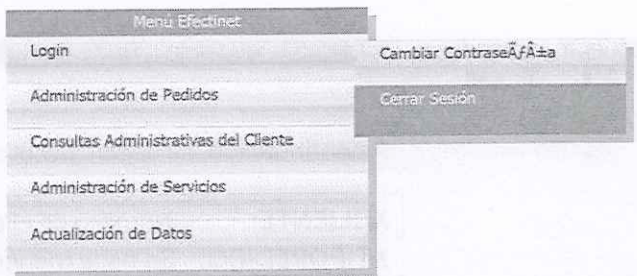 Menú Efectinet
Login
Cambiar ContraseÃƒÂ±a
Administración de Pedidos
Cerrar Sesión
Consultas Administrativas del Cliente
Administración de Servicios
Actualización de Datos